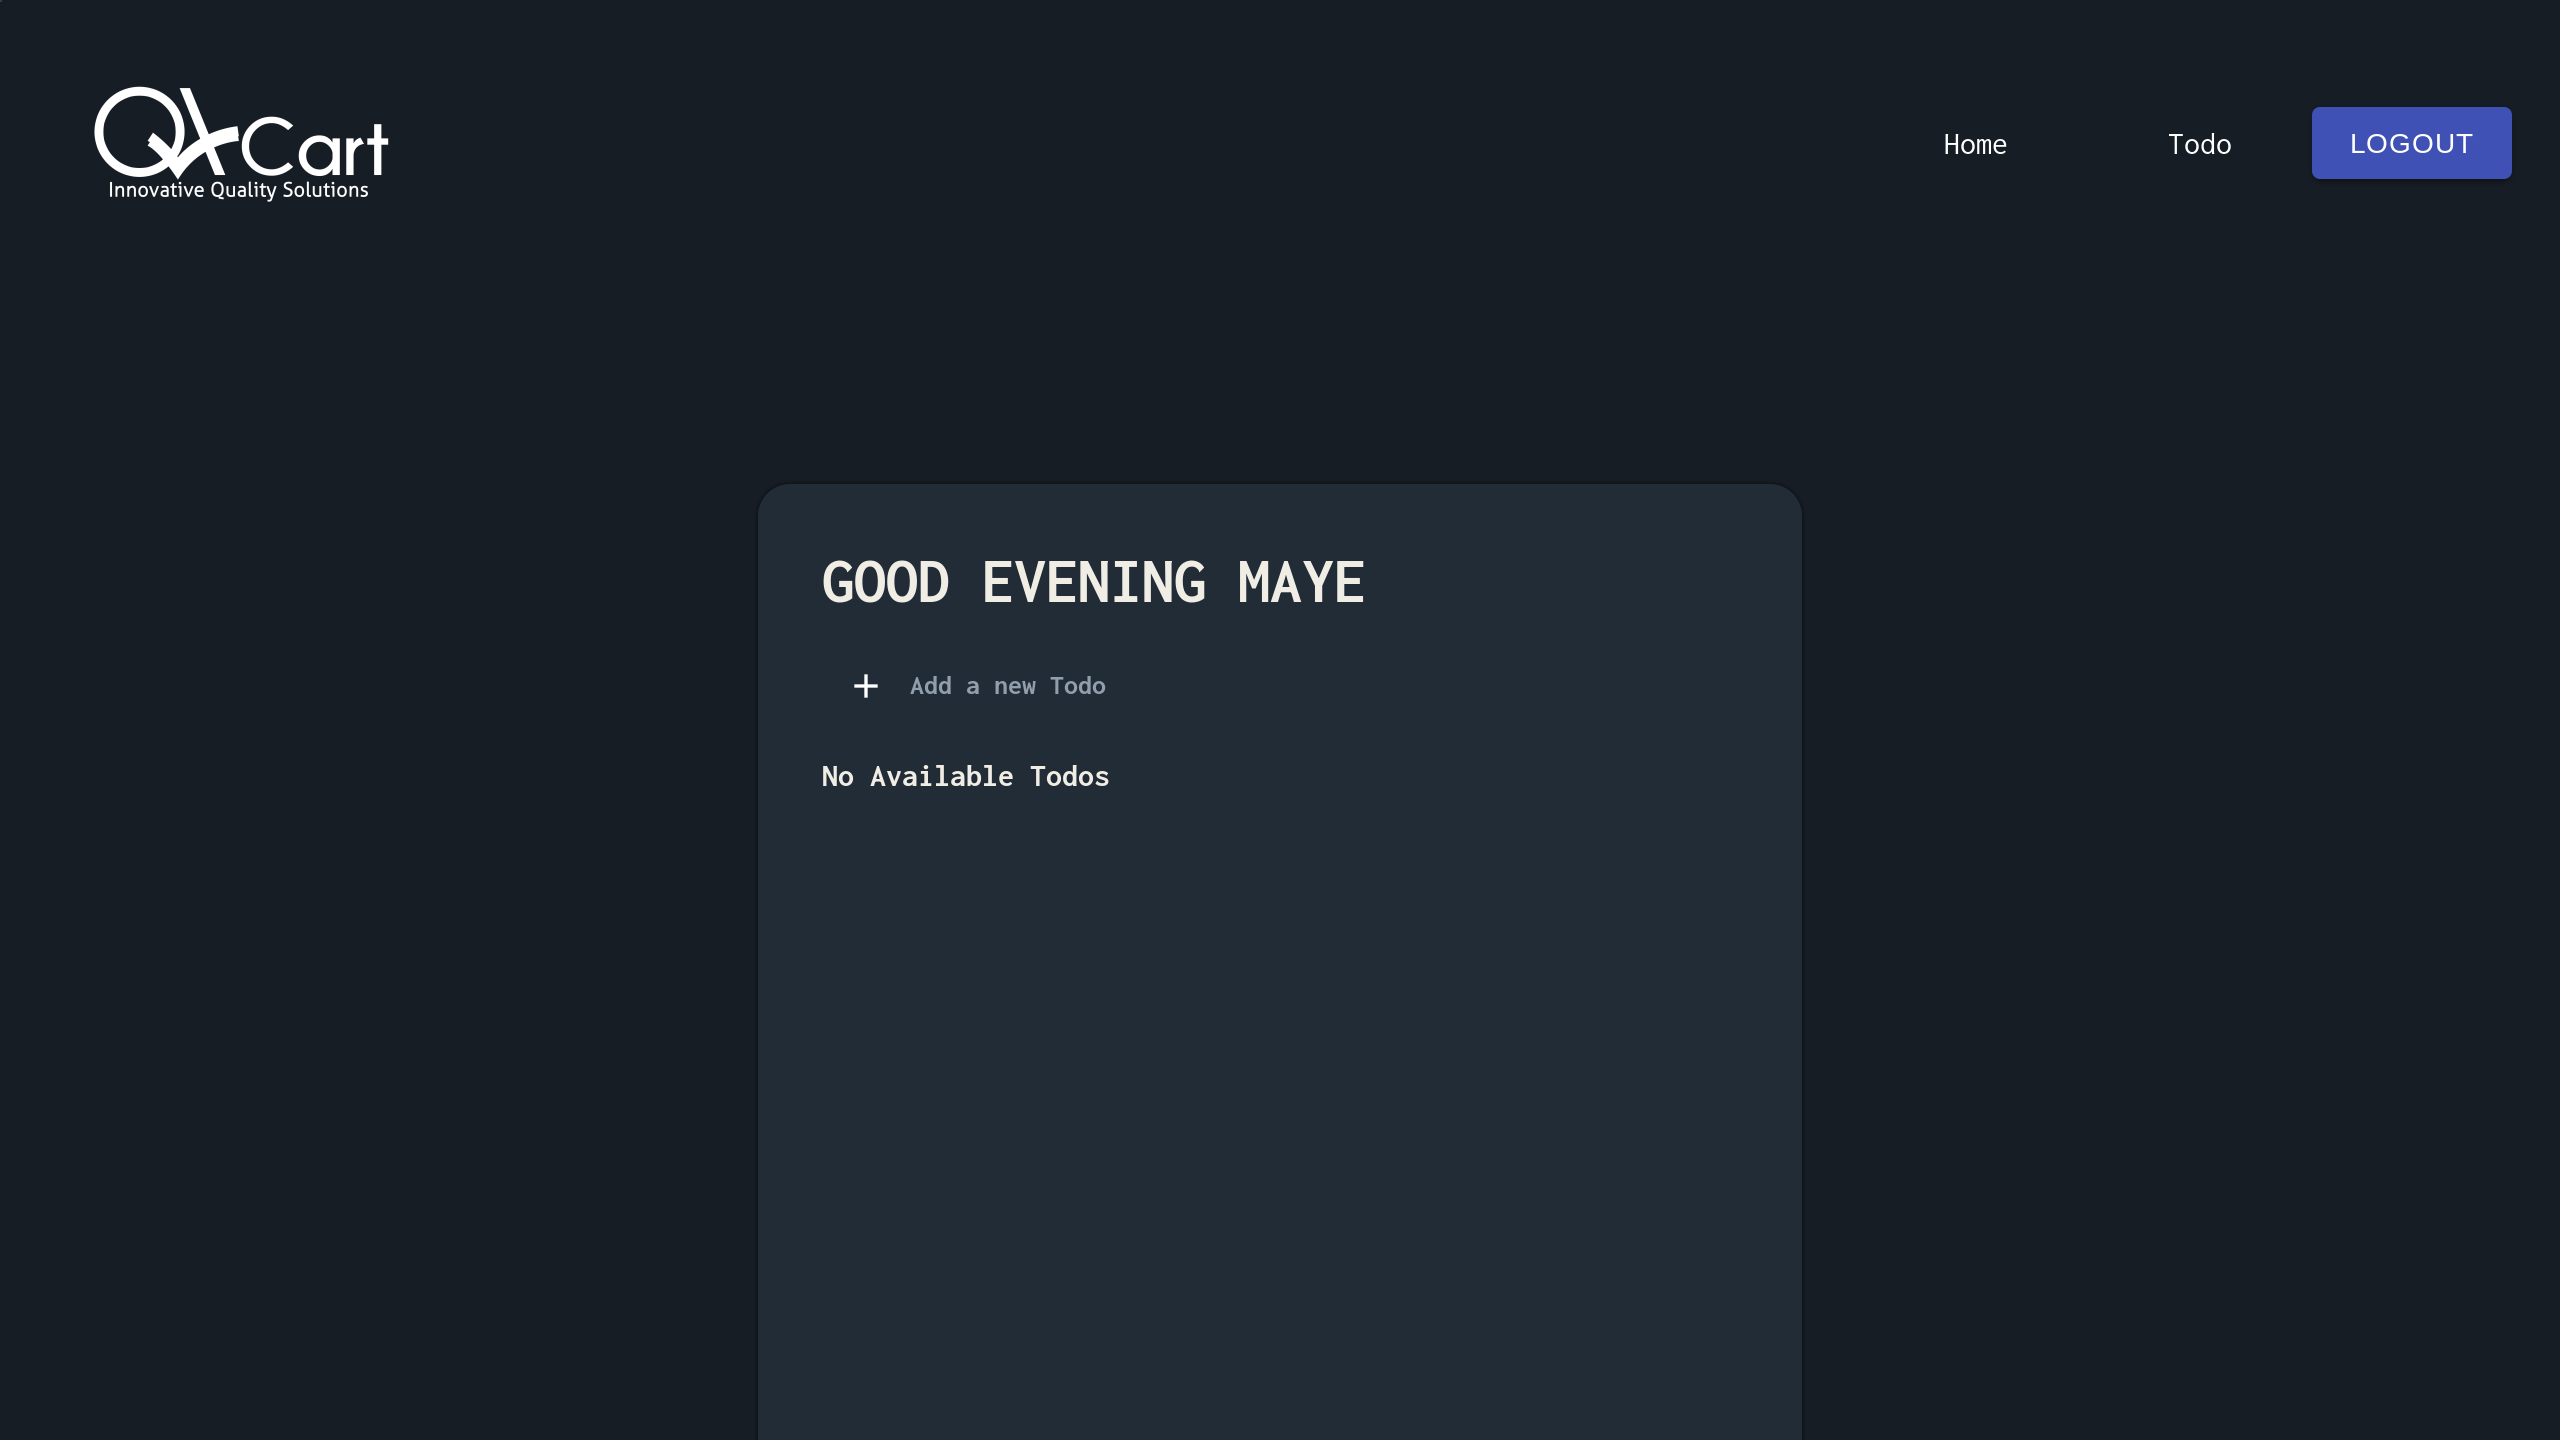 QACart
Innovative Quality Solutions
Home
Todo
LOGOUT
GOOD EVENING MAYE
Add a new Todo
No Available Todos